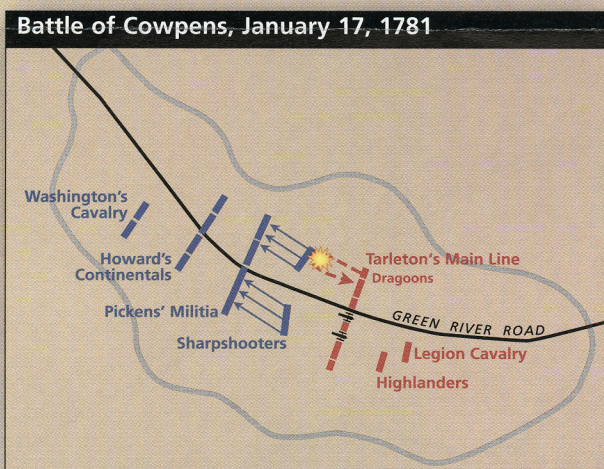 Battle of Cowpens, January 17, 1781
Washington's
Cavalry
Howard's
Continentals
Pickens' Militia
Sharpshooters
Tarleton's Main Line
Dragoons
GREEN RIVER ROAD
Legion Cavalry
Highlanders